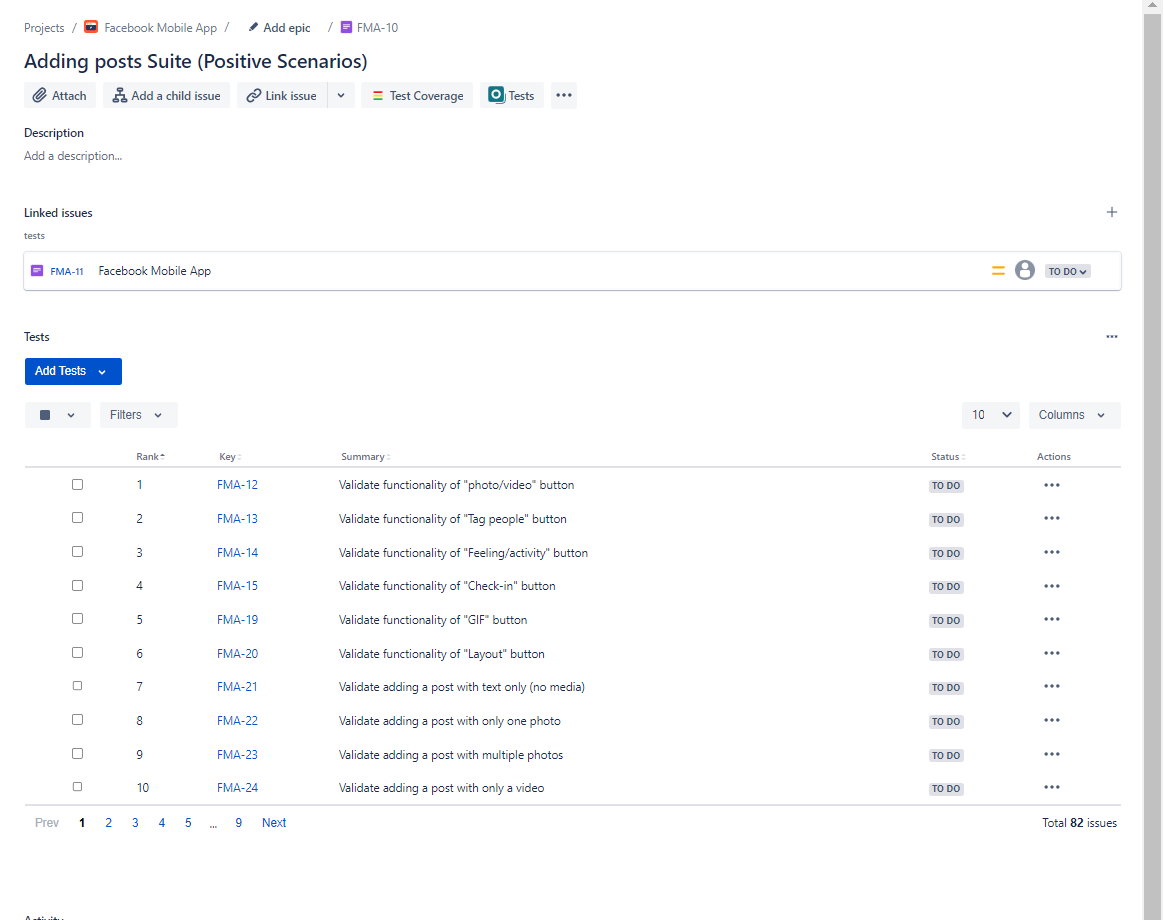 Projects / Facebook Mobile App / Add epic / FMA-10
Adding posts Suite (Positive Scenarios)
Attach Add a child issue Link issue Test Coverage Tests
Description
Add a description...
Linked issues
tests
FMA-11 Facebook Mobile App TO DO
Tests
Add Tests
Filters 10 Columns
Rank Key Summary Status Actions
1 FMA-12 Validate functionality of "photo/video" button TO DO
2 FMA-13 Validate functionality of "Tag people" button TO DO
3 FMA-14 Validate functionality of "Feeling/activity" button TO DO
4 FMA-15 Validate functionality of "Check-in" button TO DO
5 FMA-19 Validate functionality of "GIF" button TO DO
6 FMA-20 Validate functionality of "Layout" button TO DO
7 FMA-21 Validate adding a post with text only (no media) TO DO
8 FMA-22 Validate adding a post with only one photo TO DO
9 FMA-23 Validate adding a post with multiple photos TO DO
10 FMA-24 Validate adding a post with only a video TO DO
Prev 1 2 3 4 5 ... 9 Next Total 82 issues
Activity